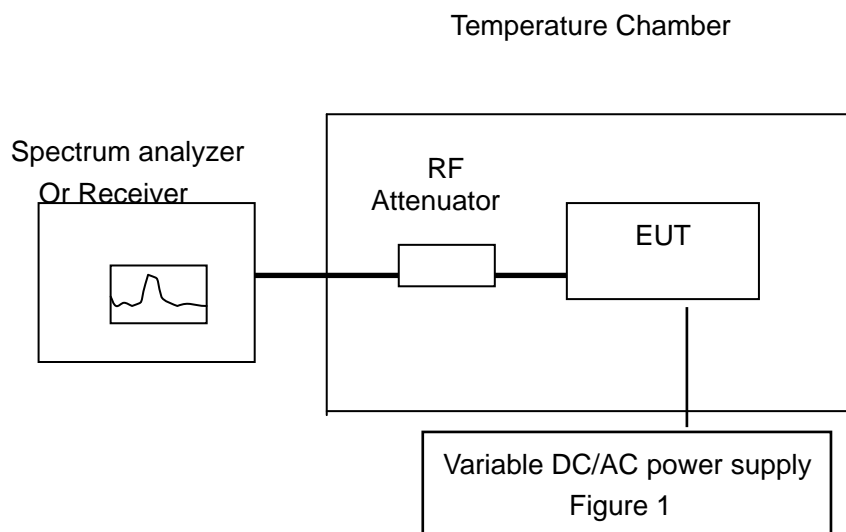 Temperature Chamber
Spectrum analyzer
Or Receiver
RF
Attenuator
EUT
Variable DC/AC power supply
Figure 1